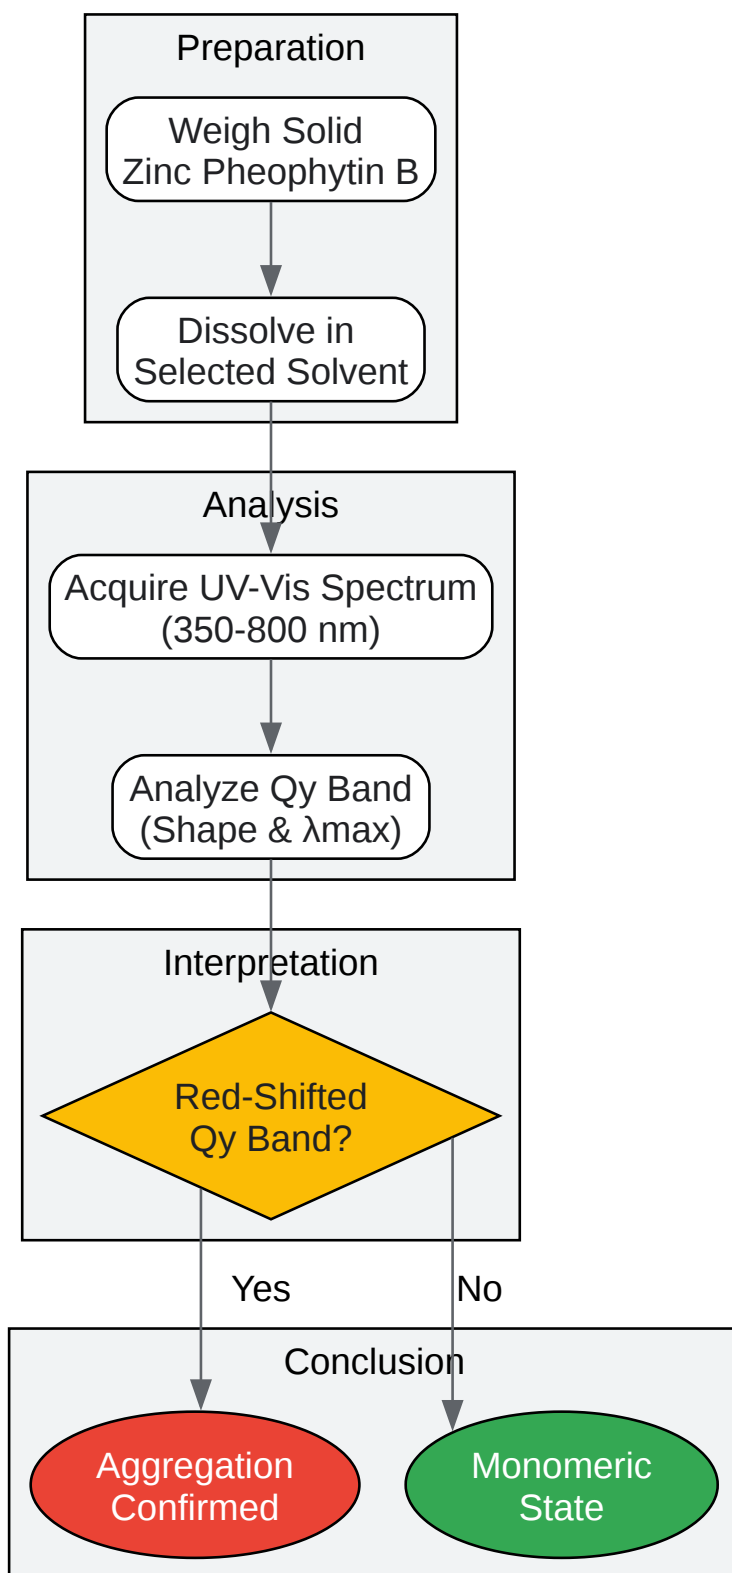 Preparation
Weigh Solid
Zinc Pheophytin B
Dissolve in
Selected Solvent
Analysis
Acquire UV-Vis Spectrum
(350-800 nm)
Analyze Qy Band
(Shape & λmax)
Interpretation
Red-Shifted
Qy Band?
Yes
No
Conclusion
Aggregation
Confirmed
Monomeric
State